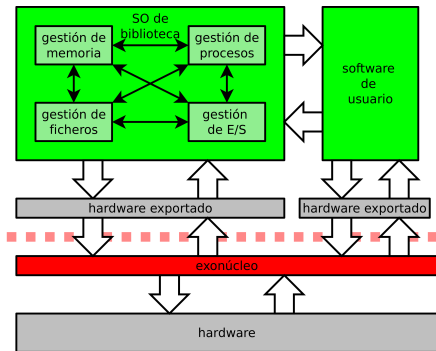 SO de
biblioteca
gestión de
memoria
gestión de
procesos
gestión de
ficheros
gestión
de E/S
software
de
usuario
hardware exportado
hardware exportado
exonúcleo
hardware